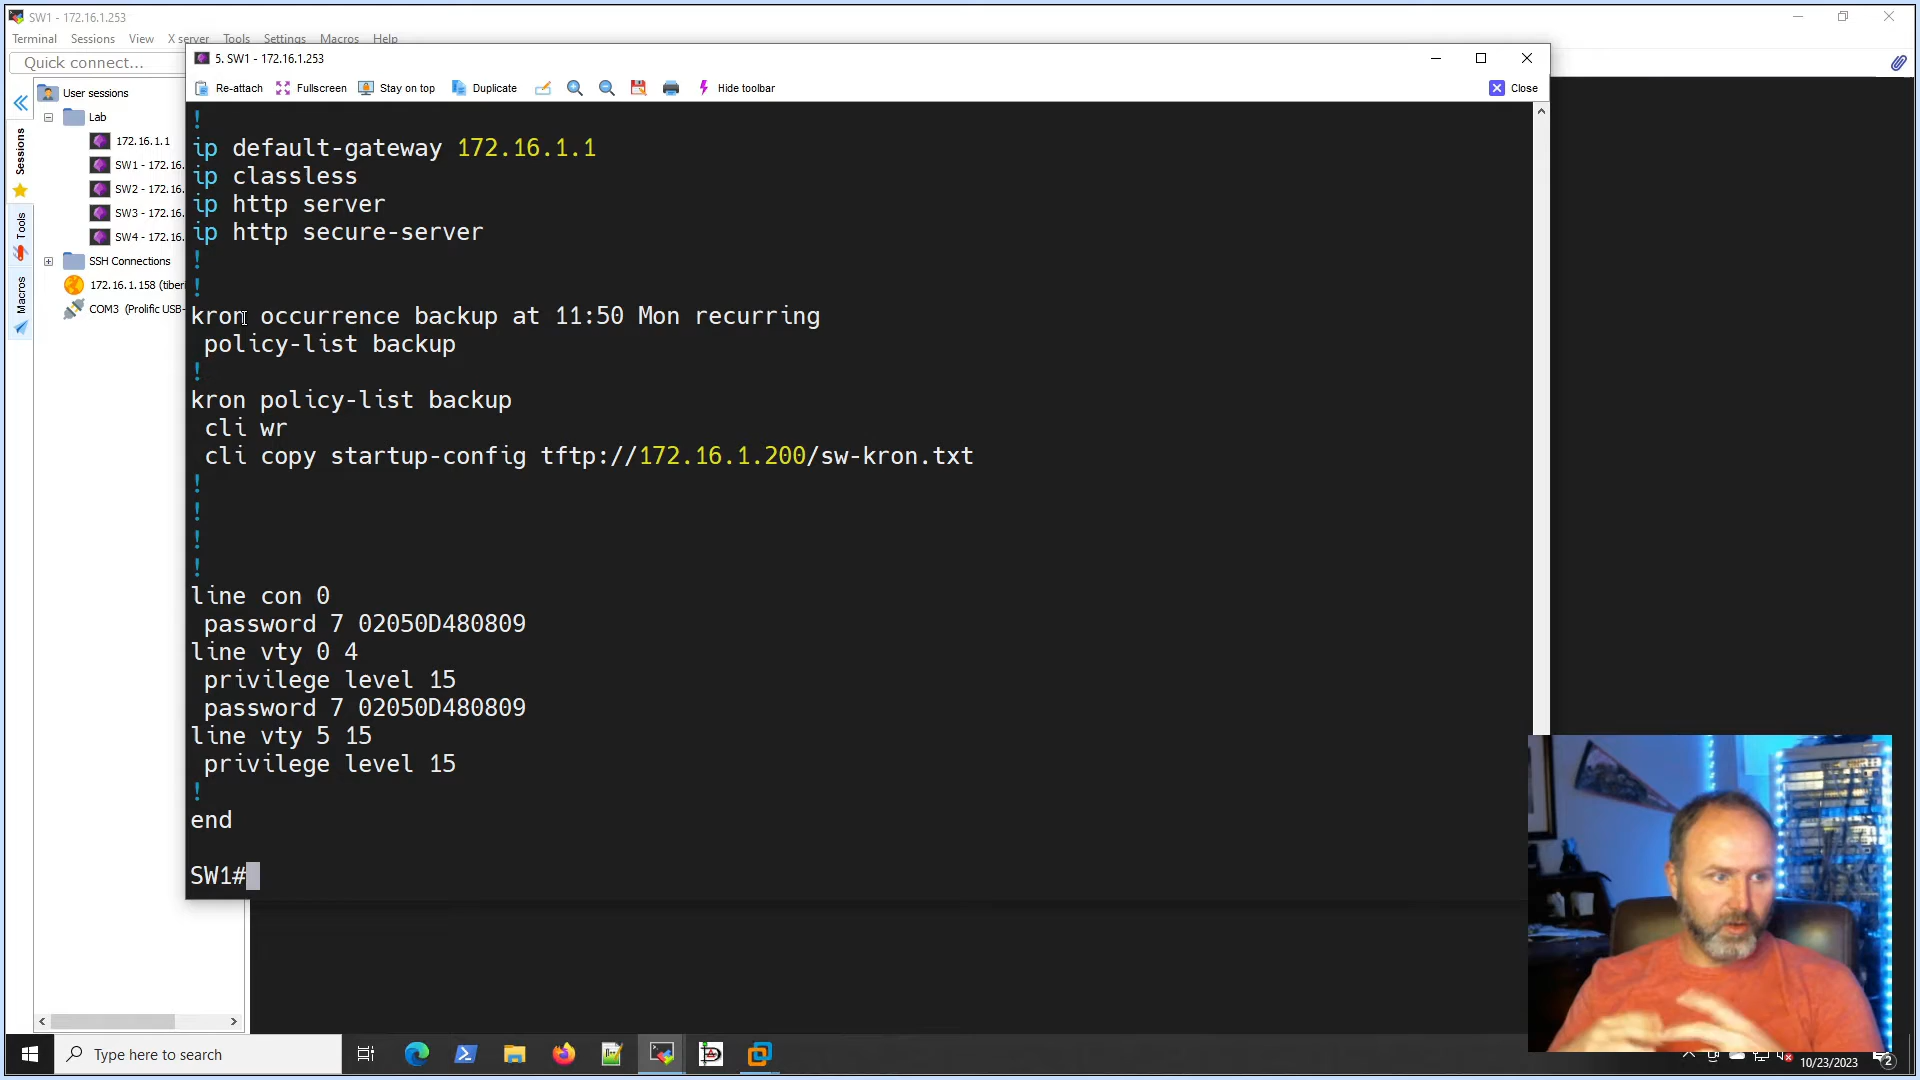 SW1 - 172.16.1.253
Terminal Sessions View X server Tools Settings Macros Help
Quick connect...
5. SW1 - 172.16.1.253
Re-attach Fullscreen Stay on top Duplicate Hide toolbar Close
Sessions
Tools
Macros
User sessions
Lab
172.16.1.1
SW1 - 172.16.
SW2 - 172.16.
SW3 - 172.16.
SW4 - 172.16.
SSH Connections
172.16.1.158 (tiberi
COM3 (Prolific USB-
!
ip default-gateway 172.16.1.1
ip classless
ip http server
ip http secure-server
!
!
kron occurrence backup at 11:50 Mon recurring
policy-list backup
!
kron policy-list backup
cli wr
cli copy startup-config tftp://172.16.1.200/sw-kron.txt
!
!
!
!
line con 0
password 7 02050D480809
line vty 0 4
privilege level 15
password 7 02050D480809
line vty 5 15
privilege level 15
!
end
SW1#
Type here to search
10/23/2023
2